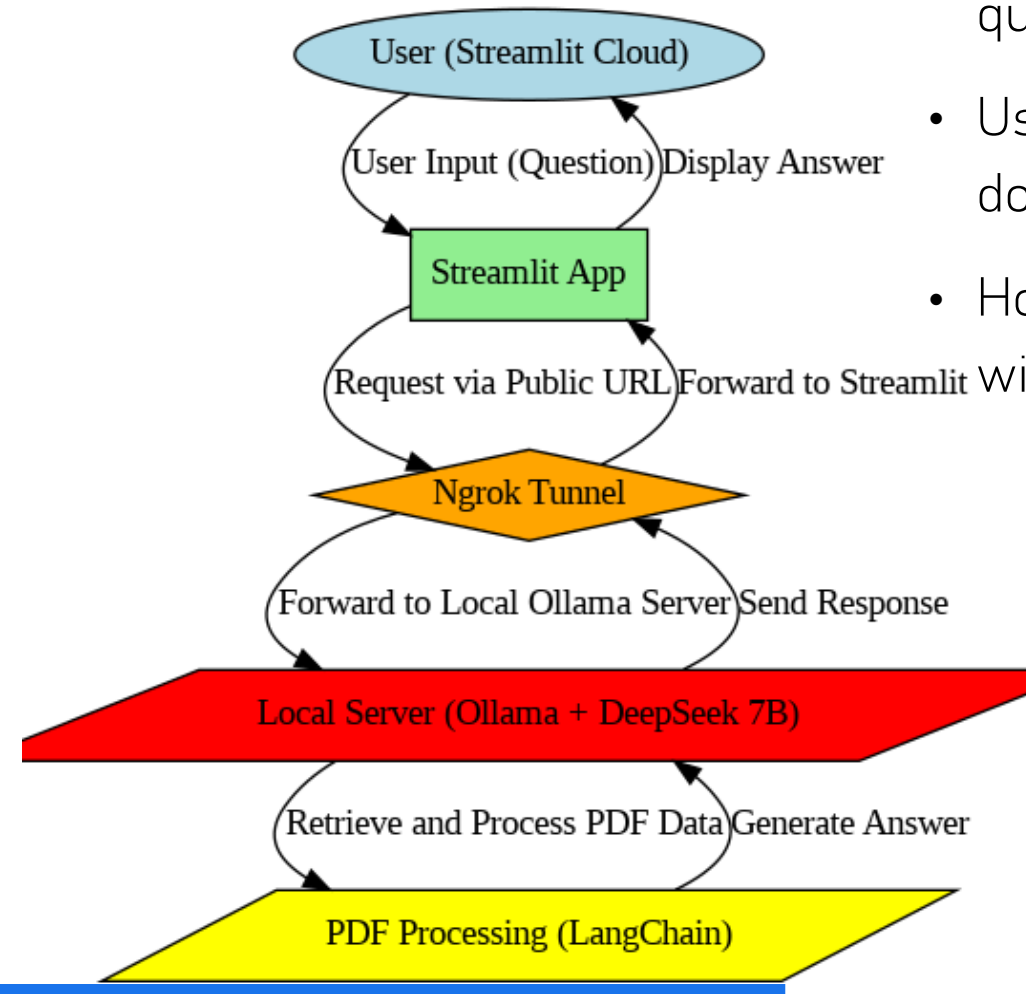 User (Streamlit Cloud)
User Input (Question) Display Answer
Streamlit App
Request via Public URL Forward to Streamlit
Ngrok Tunnel
Forward to Local Ollama Server Send Response
Local Server (Ollama + DeepSeek 7B)
Retrieve and Process PDF Data Generate Answer
PDF Processing (LangChain)